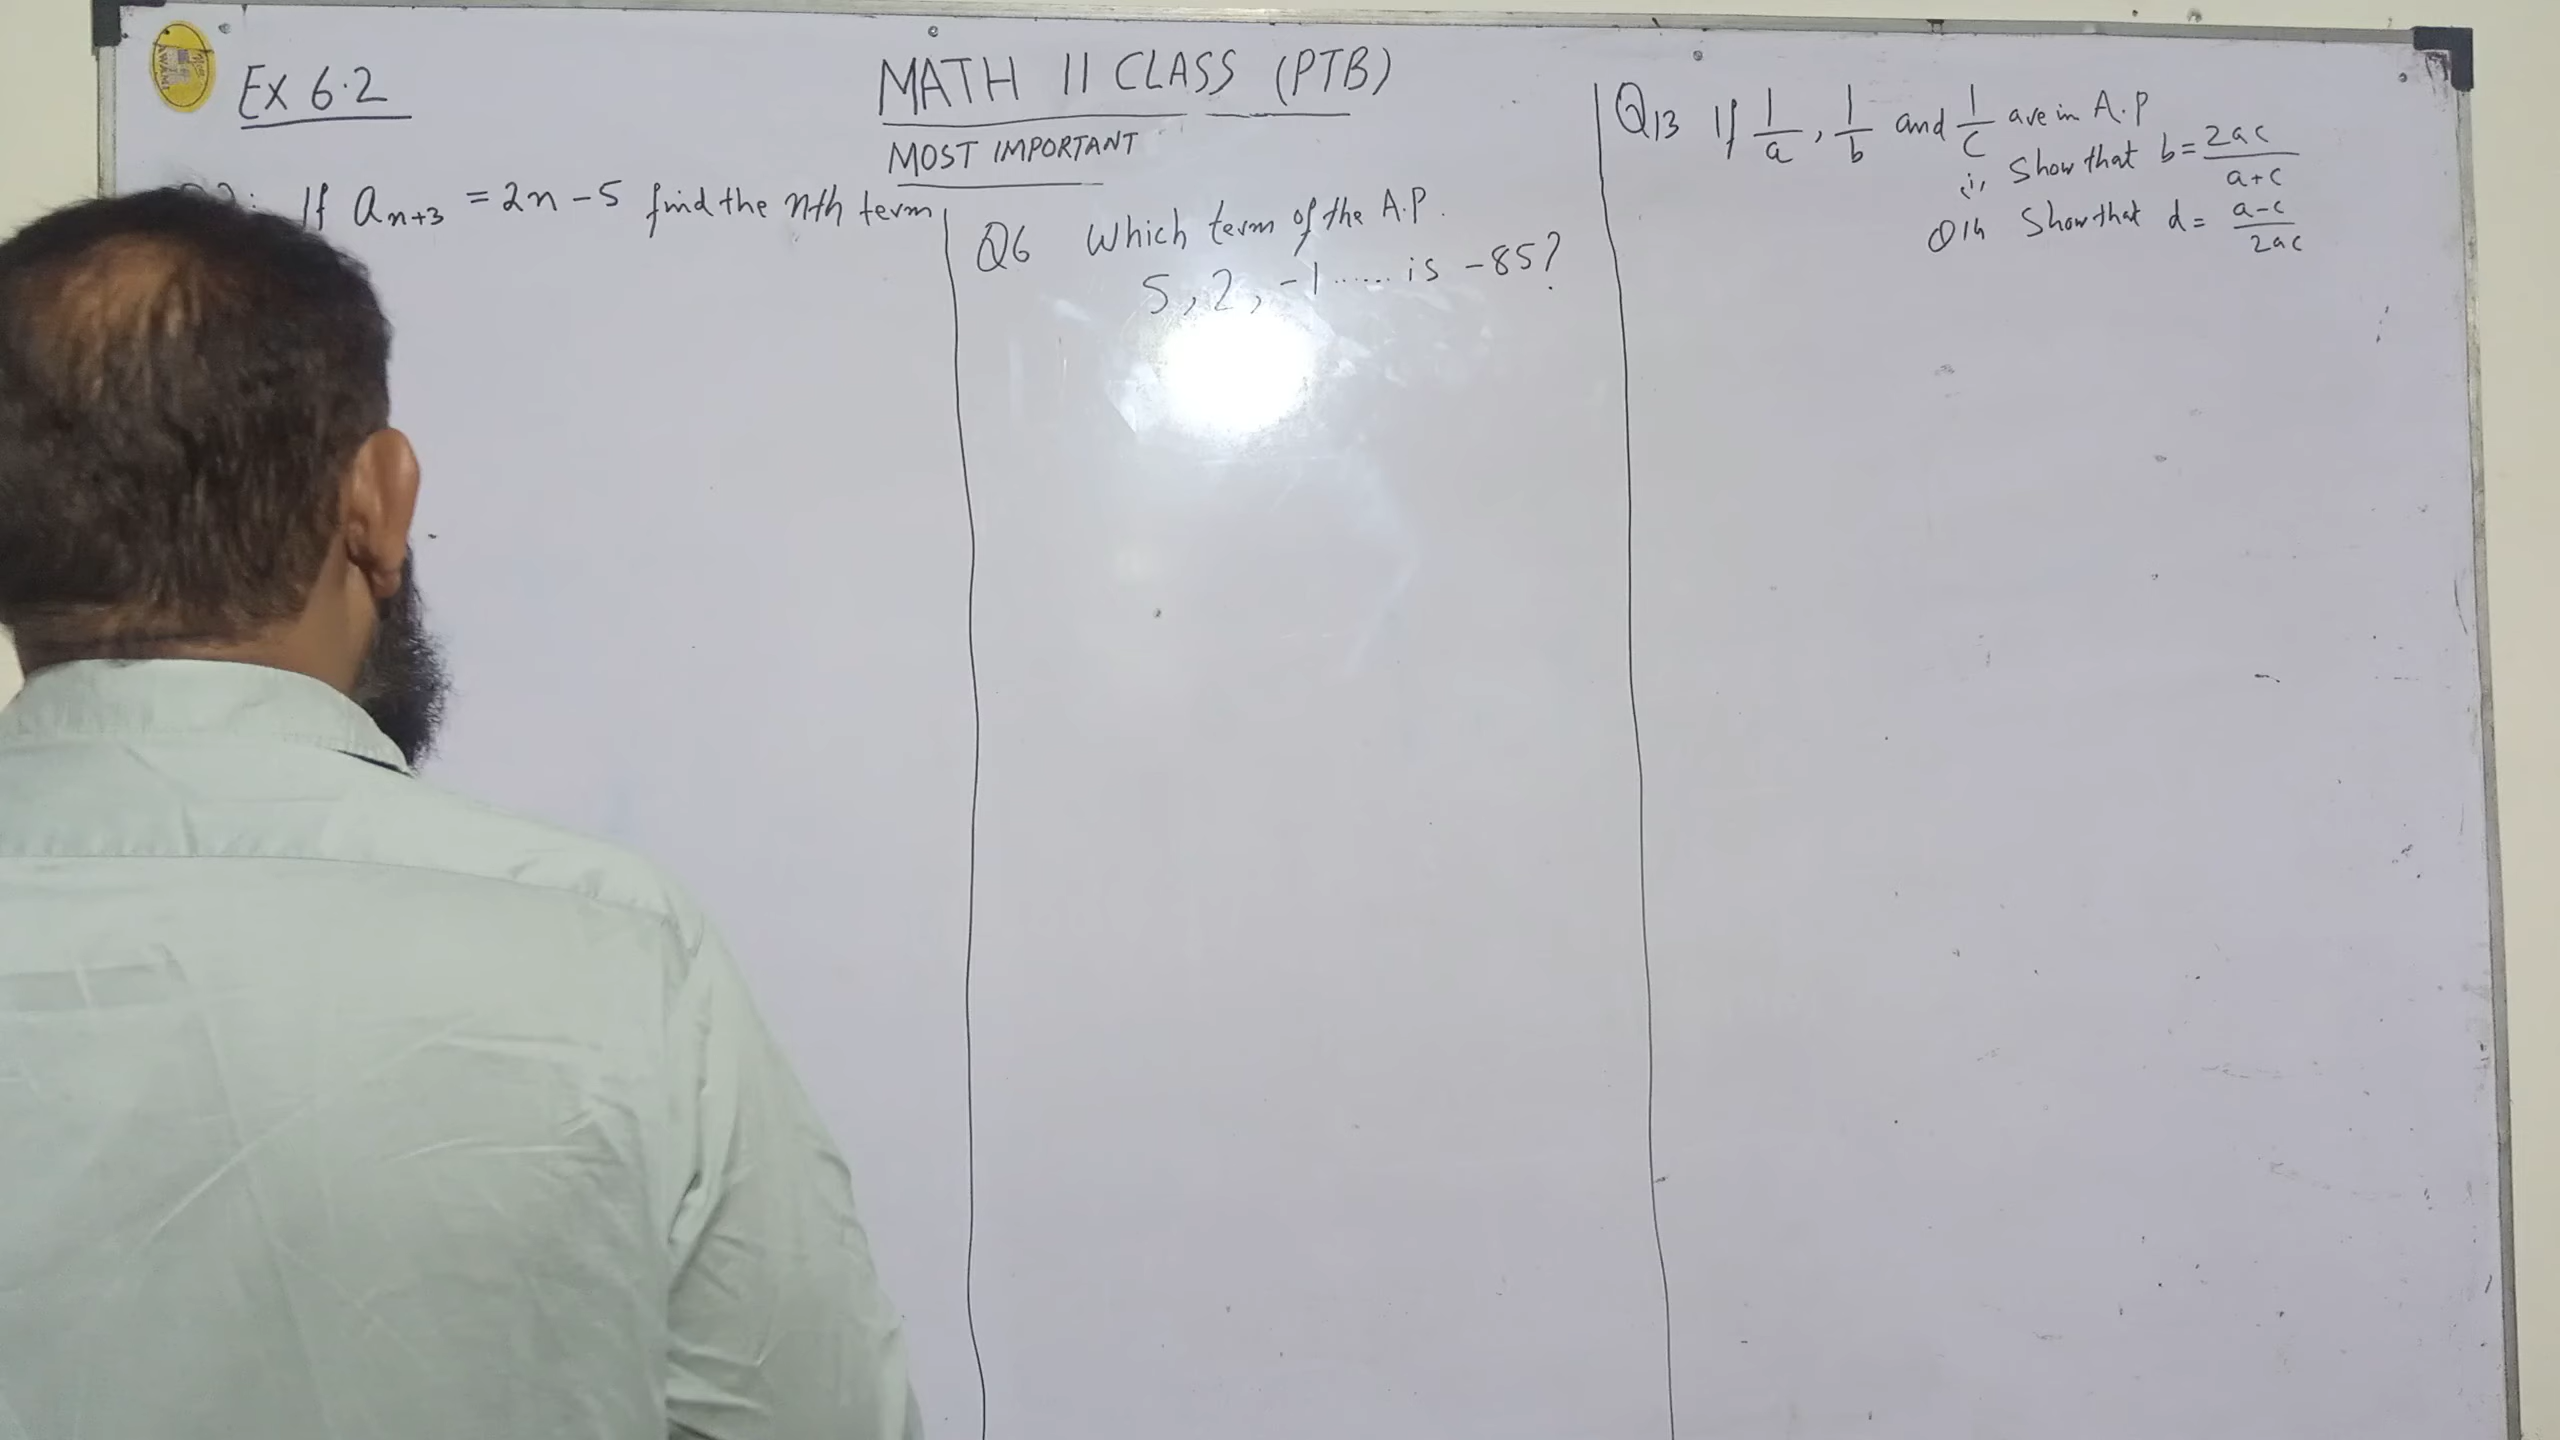 Ex 6.2
MATH 11 CLASS (PTB)
MOST IMPORTANT
If aₙ₊₃ = 2n - 5 find the nth term
Q6 Which term of the A.P.
5, 2, -1 ...... is -85?
Q13 If 1/a, 1/b and 1/c are in A.P
Show that b = 2ac/a+c
Q14 Show that d = a-c/2ac